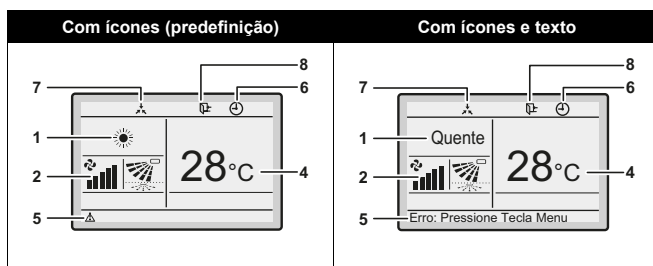 Com ícones (predefinição)
Com ícones e texto
7
8
6
1
28°C
2
4
5
7
8
6
1
Quente
28°C
2
4
5
Erro: Pressione Tecla Menu